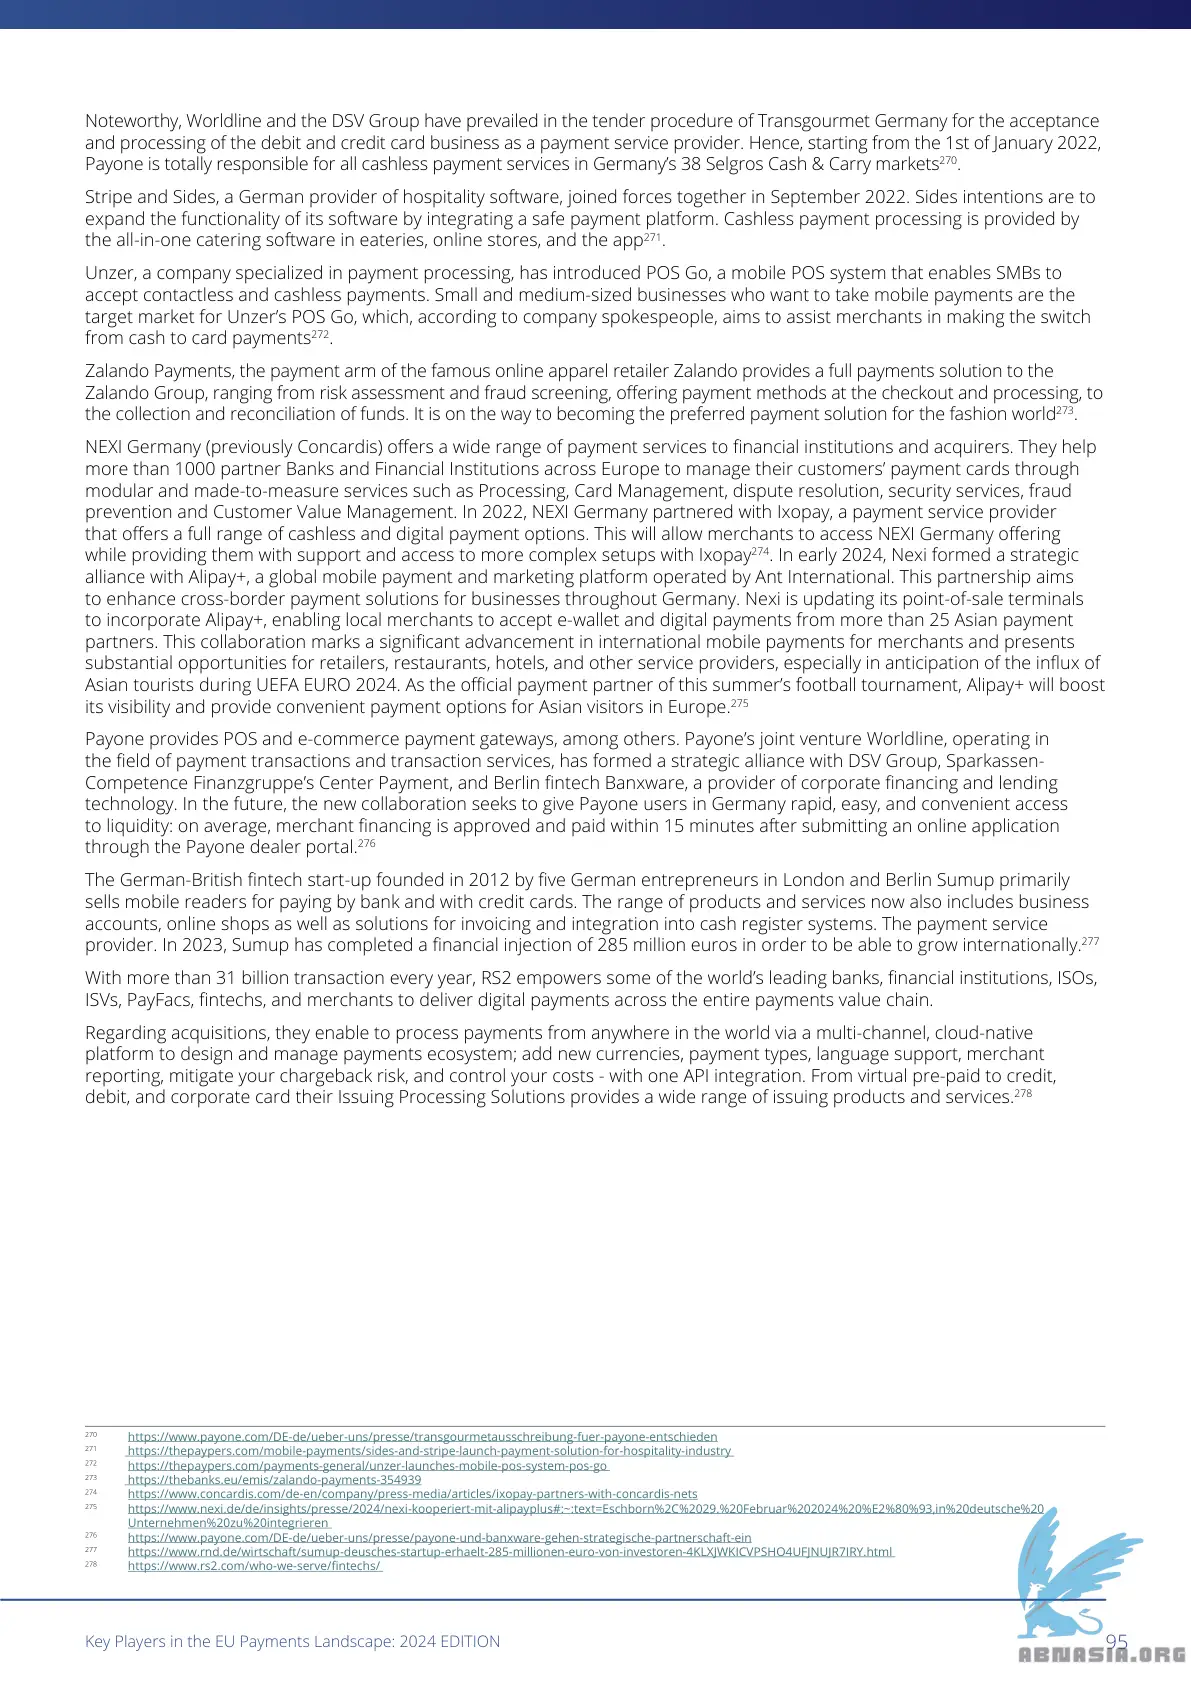 Noteworthy, Worldline and the DSV Group have prevailed in the tender procedure of Transgourmet Germany for the acceptance
and processing of the debit and credit card business as a payment service provider. Hence, starting from the 1st of January 2022,
Payone is totally responsible for all cashless payment services in Germany’s 38 Selgros Cash & Carry markets270.
Stripe and Sides, a German provider of hospitality software, joined forces together in September 2022. Sides intentions are to
expand the functionality of its software by integrating a safe payment platform. Cashless payment processing is provided by
the all-in-one catering software in eateries, online stores, and the app271.
Unzer, a company specialized in payment processing, has introduced POS Go, a mobile POS system that enables SMBs to
accept contactless and cashless payments. Small and medium-sized businesses who want to take mobile payments are the
target market for Unzer’s POS Go, which, according to company spokespeople, aims to assist merchants in making the switch
from cash to card payments272.
Zalando Payments, the payment arm of the famous online apparel retailer Zalando provides a full payments solution to the
Zalando Group, ranging from risk assessment and fraud screening, offering payment methods at the checkout and processing, to
the collection and reconciliation of funds. It is on the way to becoming the preferred payment solution for the fashion world273.
NEXI Germany (previously Concardis) offers a wide range of payment services to financial institutions and acquirers. They help
more than 1000 partner Banks and Financial Institutions across Europe to manage their customers’ payment cards through
modular and made-to-measure services such as Processing, Card Management, dispute resolution, security services, fraud
prevention and Customer Value Management. In 2022, NEXI Germany partnered with Ixopay, a payment service provider
that offers a full range of cashless and digital payment options. This will allow merchants to access NEXI Germany offering
while providing them with support and access to more complex setups with Ixopay274. In early 2024, Nexi formed a strategic
alliance with Alipay+, a global mobile payment and marketing platform operated by Ant International. This partnership aims
to enhance cross-border payment solutions for businesses throughout Germany. Nexi is updating its point-of-sale terminals
to incorporate Alipay+, enabling local merchants to accept e-wallet and digital payments from more than 25 Asian payment
partners. This collaboration marks a significant advancement in international mobile payments for merchants and presents
substantial opportunities for retailers, restaurants, hotels, and other service providers, especially in anticipation of the influx of
Asian tourists during UEFA EURO 2024. As the official payment partner of this summer’s football tournament, Alipay+ will boost
its visibility and provide convenient payment options for Asian visitors in Europe.275
Payone provides POS and e-commerce payment gateways, among others. Payone’s joint venture Worldline, operating in
the field of payment transactions and transaction services, has formed a strategic alliance with DSV Group, Sparkassen-
Competence Finanzgruppe’s Center Payment, and Berlin fintech Banxware, a provider of corporate financing and lending
technology. In the future, the new collaboration seeks to give Payone users in Germany rapid, easy, and convenient access
to liquidity: on average, merchant financing is approved and paid within 15 minutes after submitting an online application
through the Payone dealer portal.276
The German-British fintech start-up founded in 2012 by five German entrepreneurs in London and Berlin Sumup primarily
sells mobile readers for paying by bank and with credit cards. The range of products and services now also includes business
accounts, online shops as well as solutions for invoicing and integration into cash register systems. The payment service
provider. In 2023, Sumup has completed a financial injection of 285 million euros in order to be able to grow internationally.277
With more than 31 billion transaction every year, RS2 empowers some of the world’s leading banks, financial institutions, ISOs,
ISVs, PayFacs, fintechs, and merchants to deliver digital payments across the entire payments value chain.
Regarding acquisitions, they enable to process payments from anywhere in the world via a multi-channel, cloud-native
platform to design and manage payments ecosystem; add new currencies, payment types, language support, merchant
reporting, mitigate your chargeback risk, and control your costs - with one API integration. From virtual pre-paid to credit,
debit, and corporate card their Issuing Processing Solutions provides a wide range of issuing products and services.278
270 https://www.payone.com/DE-de/ueber-uns/presse/transgourmetausschreibung-fuer-payone-entschieden
271 https://thepaypers.com/mobile-payments/sides-and-stripe-launch-payment-solution-for-hospitality-industry
272 https://thepaypers.com/payments-general/unzer-launches-mobile-pos-system-pos-go
273 https://thebanks.eu/emis/zalando-payments-354939
274 https://www.concardis.com/de-en/company/press-media/articles/ixopay-partners-with-concardis-nets
275 https://www.nexi.de/de/insights/presse/2024/nexi-kooperiert-mit-alipayplus#:~:text=Eschborn%2C%2029.%20Februar%202024%20%E2%80%93,in%20deutsche%20
Unternehmen%20zu%20integrieren
276 https://www.payone.com/DE-de/ueber-uns/presse/payone-und-banxware-gehen-strategische-partnerschaft-ein
277 https://www.rnd.de/wirtschaft/sumup-deusches-startup-erhaelt-285-millionen-euro-von-investoren-4KLXJWKICVPSHO4UFJNUJR7IRY.html
278 https://www.rs2.com/who-we-serve/fintechs/
Key Players in the EU Payments Landscape: 2024 EDITION
95
ABNASIA.ORG